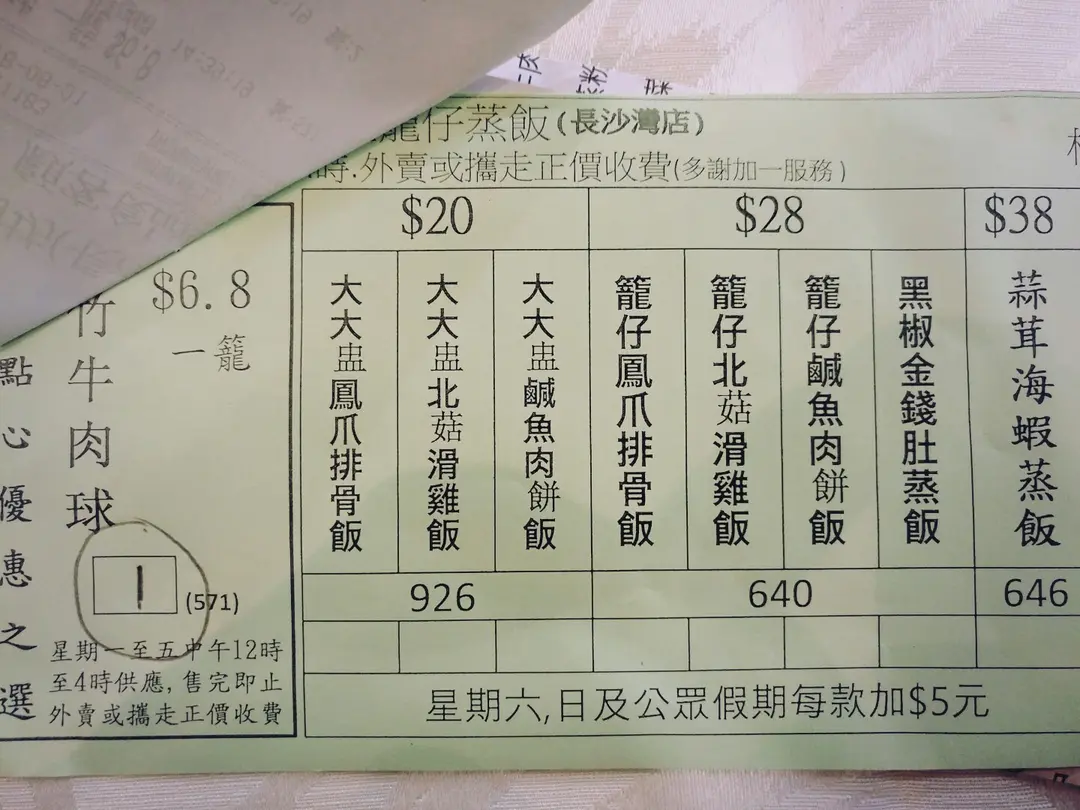 籠仔蒸飯(長沙灣店)
時.外賣或攜走正價收費(多謝加一服務)
$20
$28
$38
大大盅鳳爪排骨飯
大大盅北菇滑雞飯
大大盅鹹魚肉餅飯
籠仔鳳爪排骨飯
籠仔北菇滑雞飯
籠仔鹹魚肉餅飯
黑椒金錢肚蒸飯
蒜茸海蝦蒸飯
926
640
646
星期六,日及公眾假期每款加$5元
點心優惠之選
竹牛肉球
$6.8
一籠
1
(571)
星期一至五中午12時
至4時供應,售完即止
外賣或攜走正價收費